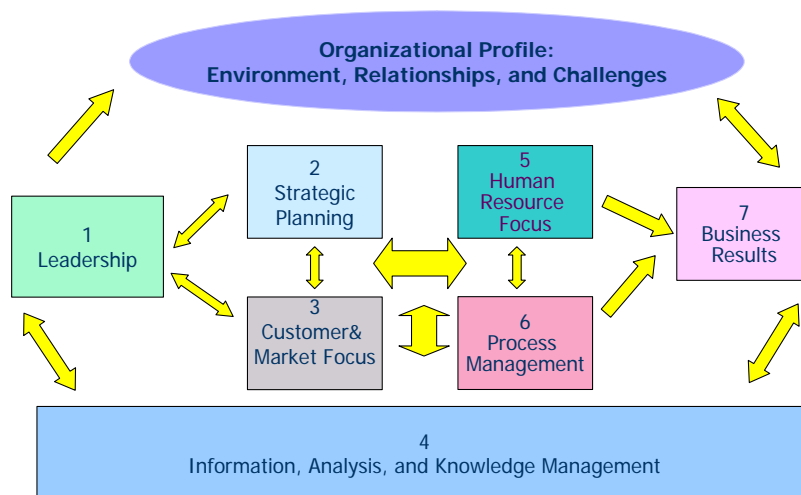 Organizational Profile:
Environment, Relationships, and Challenges
2
Strategic
Planning
5
Human
Resource
Focus
1
Leadership
7
Business
Results
3
Customer&
Market Focus
6
Process
Management
4
Information, Analysis, and Knowledge Management